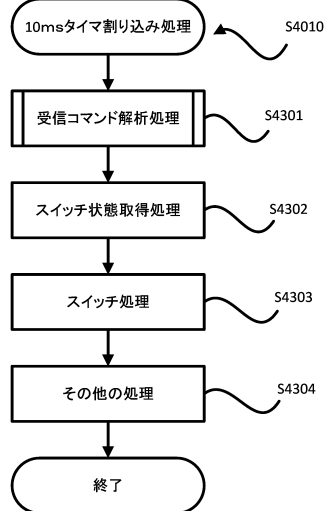 10msタイマ割り込み処理
S4010
受信コマンド解析処理
S4301
スイッチ状態取得処理
S4302
スイッチ処理
S4303
その他の処理
S4304
終了